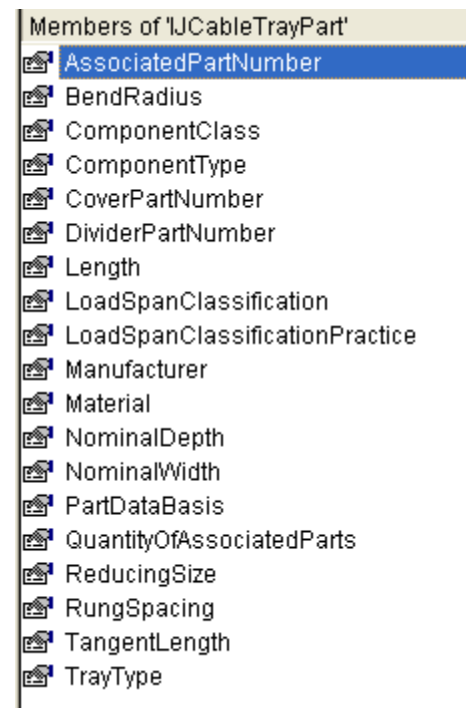 Members of 'IJCableTrayPart'
AssociatedPartNumber
BendRadius
ComponentClass
ComponentType
CoverPartNumber
DividerPartNumber
Length
LoadSpanClassification
LoadSpanClassificationPractice
Manufacturer
Material
NominalDepth
NominalWidth
PartDataBasis
QuantityOfAssociatedParts
ReducingSize
RungSpacing
TangentLength
TrayType